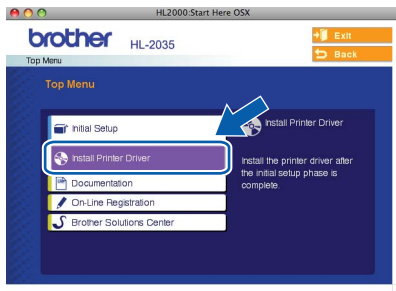 HL2000:Start Here OSX
brother
HL-2035
Exit
Back
Top Menu
Top Menu
Initial Setup
Install Printer Driver
Documentation
On-Line Registration
Brother Solutions Center
Install Printer Driver
Install the printer driver after
the initial setup phase is
complete.